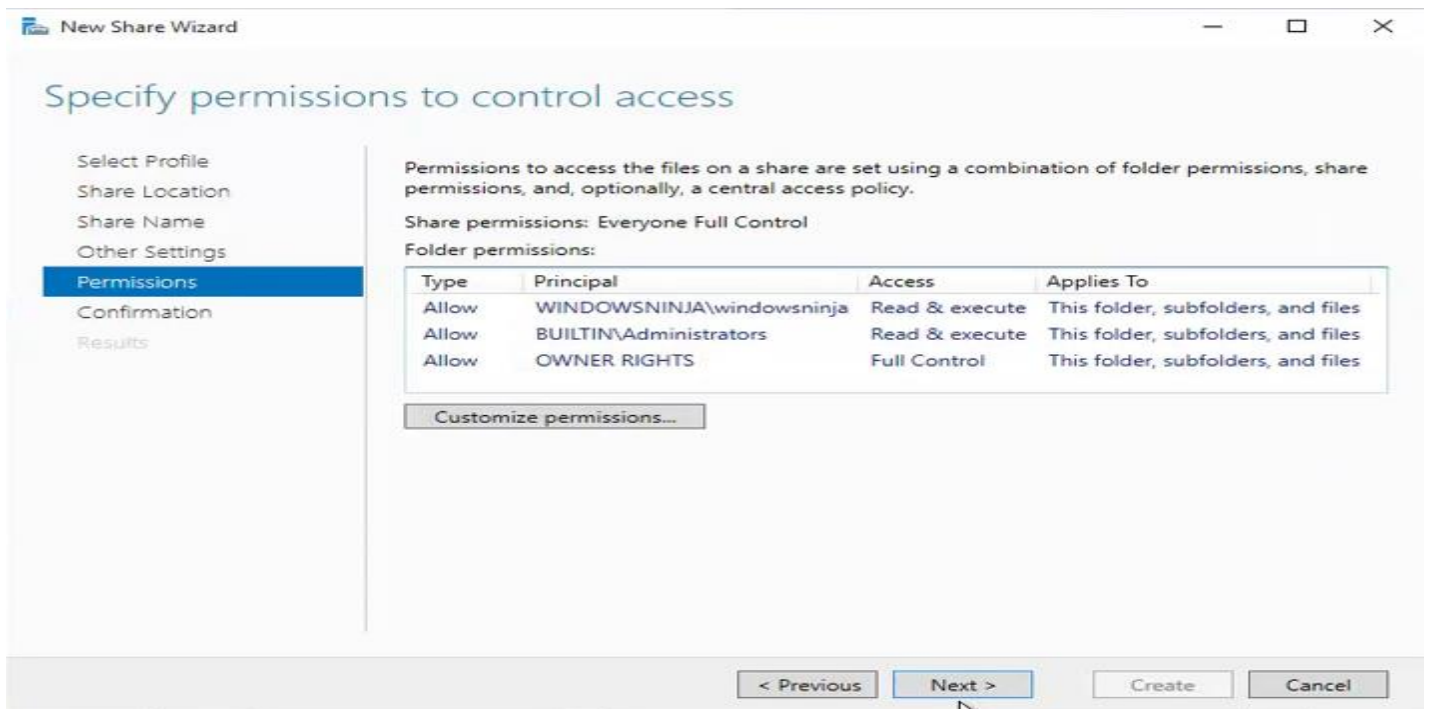 New Share Wizard
Specify permissions to control access
Select Profile
Share Location
Share Name
Other Settings
Permissions
Confirmation
Results
Permissions to access the files on a share are set using a combination of folder permissions, share
permissions, and, optionally, a central access policy.
Share permissions: Everyone Full Control
Folder permissions:
Type Principal Access Applies To
Allow WINDOWSNINJA\windowsninja Read & execute This folder, subfolders, and files
Allow BUILTIN\Administrators Read & execute This folder, subfolders, and files
Allow OWNER RIGHTS Full Control This folder, subfolders, and files
Customize permissions...
< Previous Next > Create Cancel